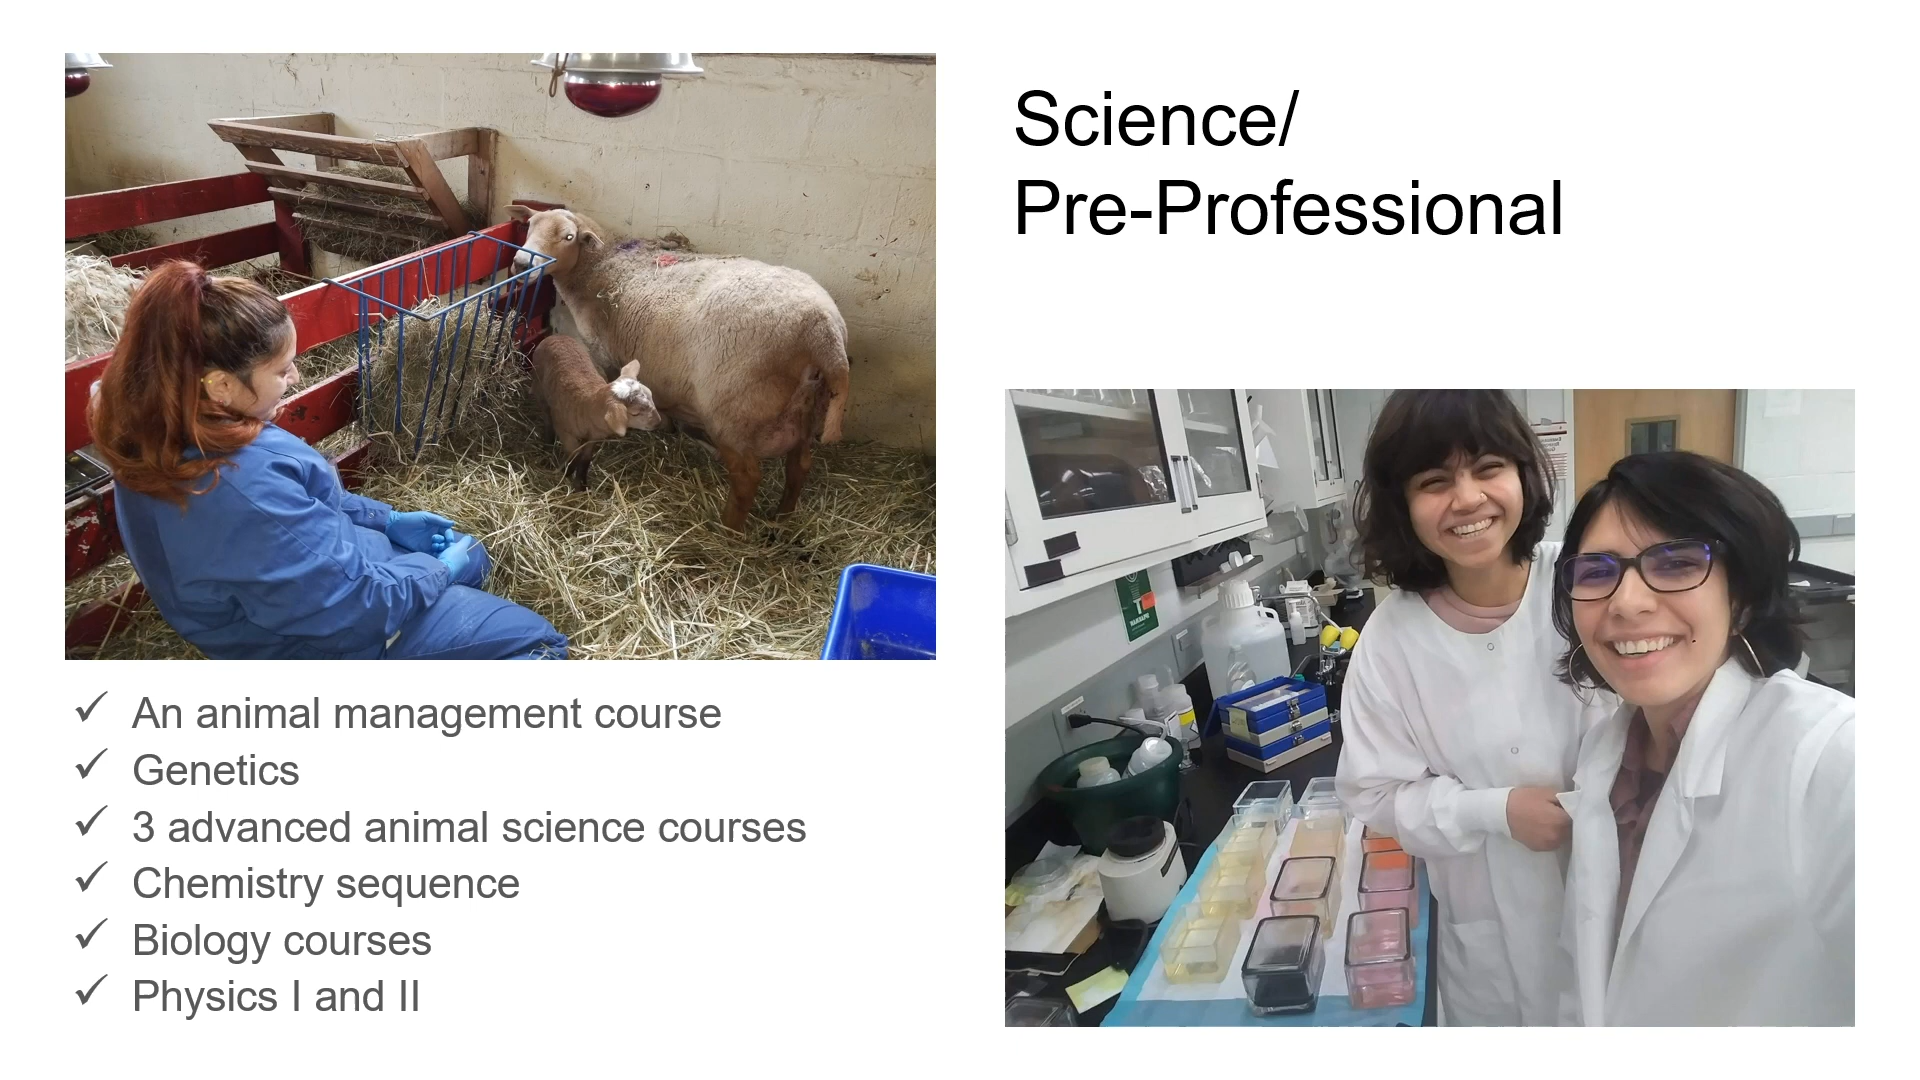 Science/
Pre-Professional
✓ An animal management course
✓ Genetics
✓ 3 advanced animal science courses
✓ Chemistry sequence
✓ Biology courses
✓ Physics I and II